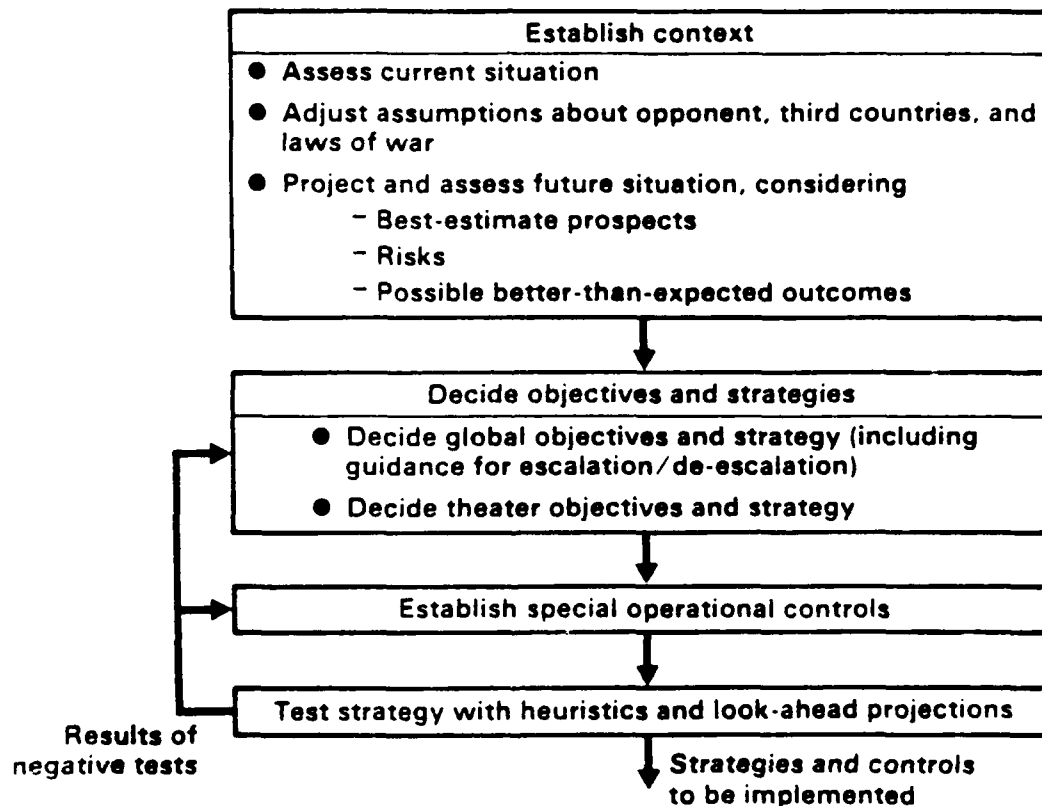 Establish context
● Assess current situation
● Adjust assumptions about opponent, third countries, and
laws of war
● Project and assess future situation, considering
- Best-estimate prospects
- Risks
- Possible better-than-expected outcomes
Decide objectives and strategies
● Decide global objectives and strategy (including
guidance for escalation/de-escalation)
● Decide theater objectives and strategy
Establish special operational controls
Test strategy with heuristics and look-ahead projections
Results of
negative tests
Strategies and controls
to be implemented